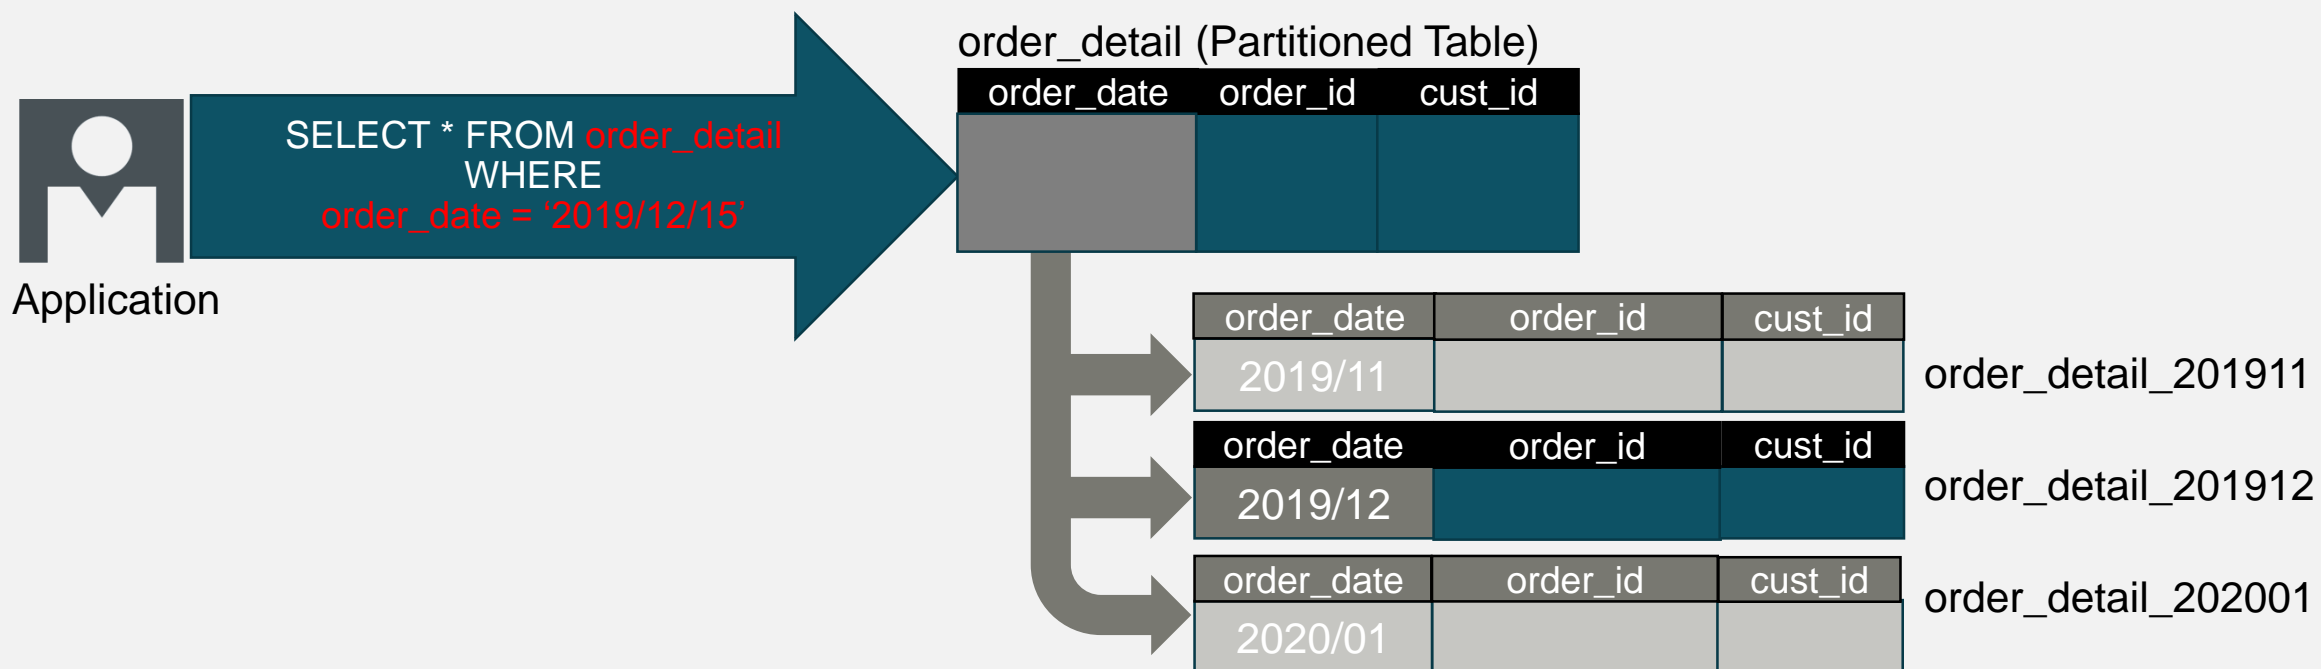 order_detail (Partitioned Table)
order_date order_id cust_id
SELECT * FROM order_detail
WHERE
order_date = ‘2019/12/15’
Application
order_date order_id cust_id
2019/11
order_detail_201911
order_date order_id cust_id
2019/12
order_detail_201912
order_date order_id cust_id
2020/01
order_detail_202001